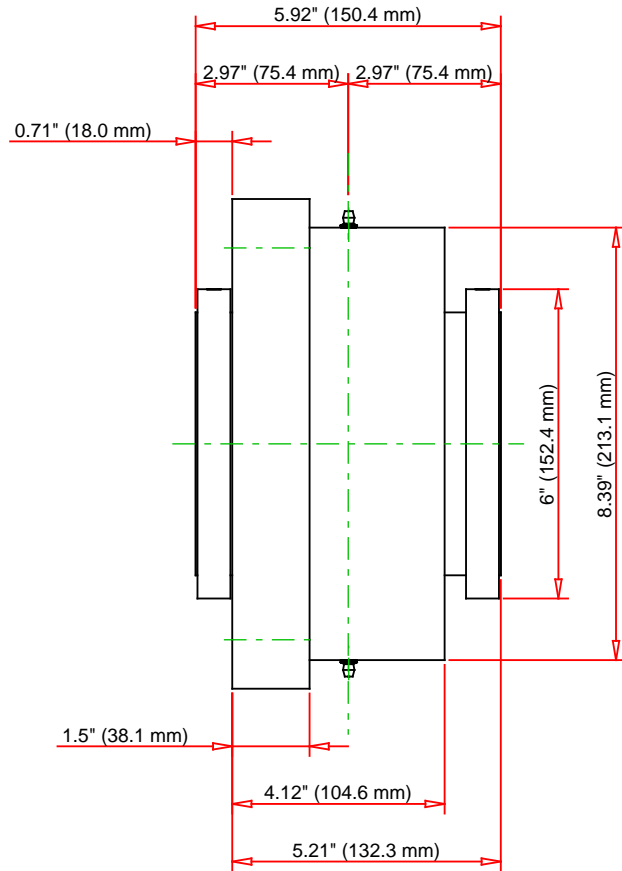 5.92" (150.4 mm)
2.97" (75.4 mm)
2.97" (75.4 mm)
0.71" (18.0 mm)
6" (152.4 mm)
8.39" (213.1 mm)
1.5" (38.1 mm)
4.12" (104.6 mm)
5.21" (132.3 mm)